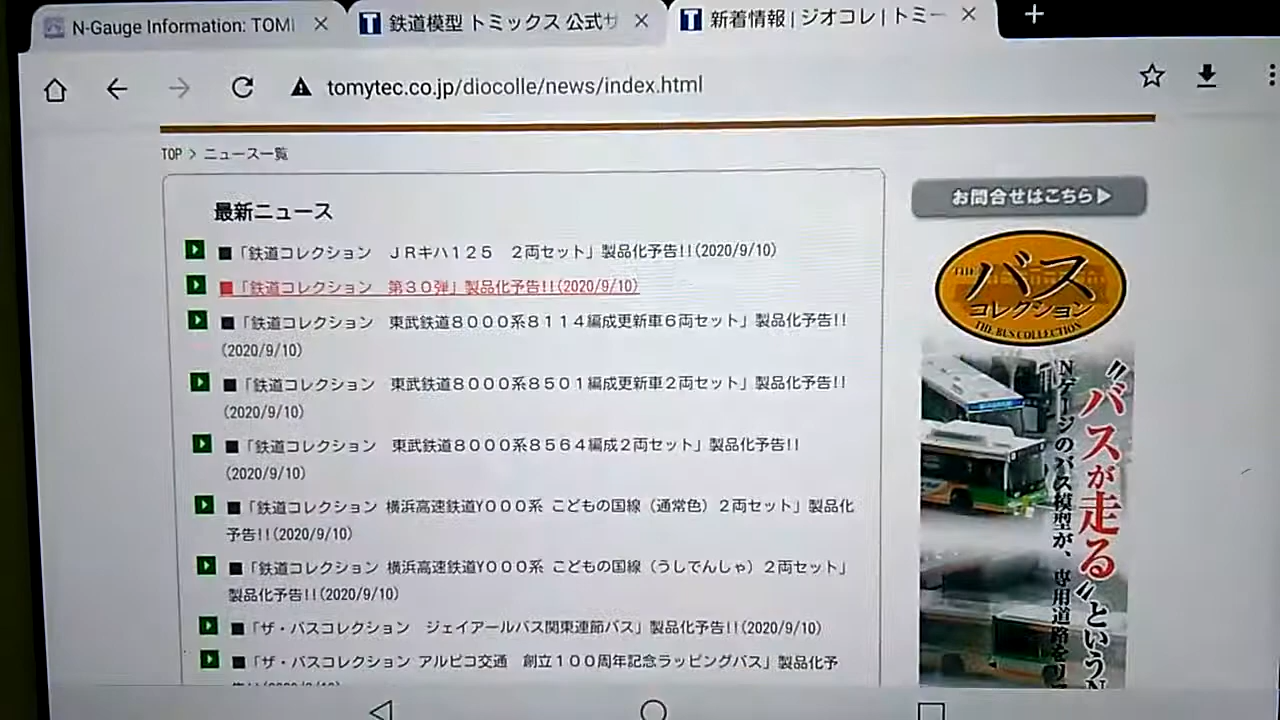 N-Gauge Information: TOMI
鉄道模型 トミックス 公式サ
新着情報 | ジオコレ | トミー
tomytec.co.jp/diocolle/news/index.html
TOP > ニュース一覧
最新ニュース
■「鉄道コレクション　ＪＲキハ１２５　２両セット」製品化予告!!(2020/9/10)
■「鉄道コレクション　第３０弾」製品化予告!!(2020/9/10)
■「鉄道コレクション　東武鉄道８０００系８１１４編成更新車６両セット」製品化予告!!
(2020/9/10)
■「鉄道コレクション　東武鉄道８０００系８５０１編成更新車２両セット」製品化予告!!
(2020/9/10)
■「鉄道コレクション　東武鉄道８０００系８５６４編成２両セット」製品化予告!!
(2020/9/10)
■「鉄道コレクション 横浜高速鉄道Y０００系 こどもの国線（通常色）２両セット」製品化
予告!!(2020/9/10)
■「鉄道コレクション 横浜高速鉄道Y０００系 こどもの国線（うしでんしゃ）２両セット」
製品化予告!!(2020/9/10)
■「ザ・バスコレクション　ジェイアールバス関東連節バス」製品化予告!!(2020/9/10)
■「ザ・バスコレクション アルピコ交通　創立１００周年記念ラッピングバス」製品化予
お問合せはこちら▶
THE
バス
コレクション
THE BUS COLLECTION
"バスが走る"というN
Nゲージのバス模型が、専用道路を